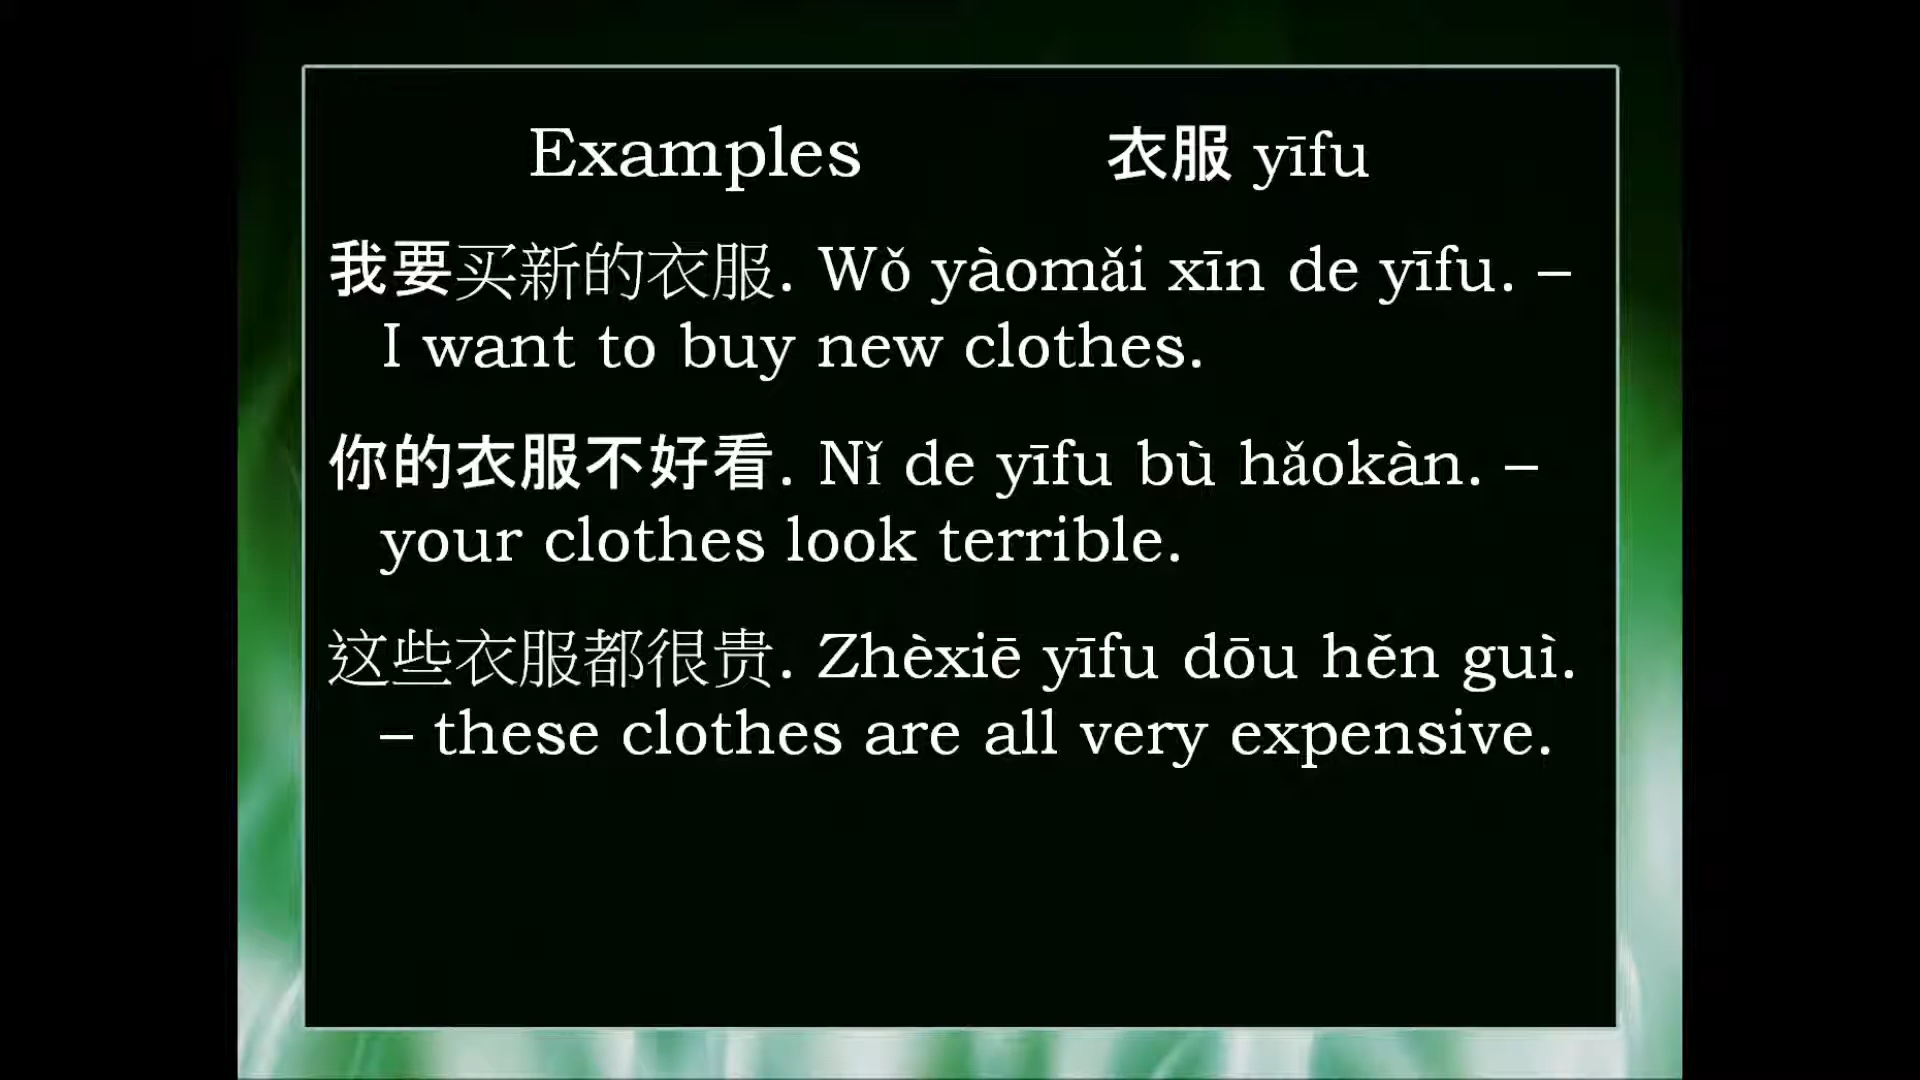 Examples 衣服 yīfu
我要买新的衣服. Wǒ yàomǎi xīn de yīfu. –
I want to buy new clothes.
你的衣服不好看. Nǐ de yīfu bù hǎokàn. –
your clothes look terrible.
这些衣服都很贵. Zhèxiē yīfu dōu hěn guì.
– these clothes are all very expensive.